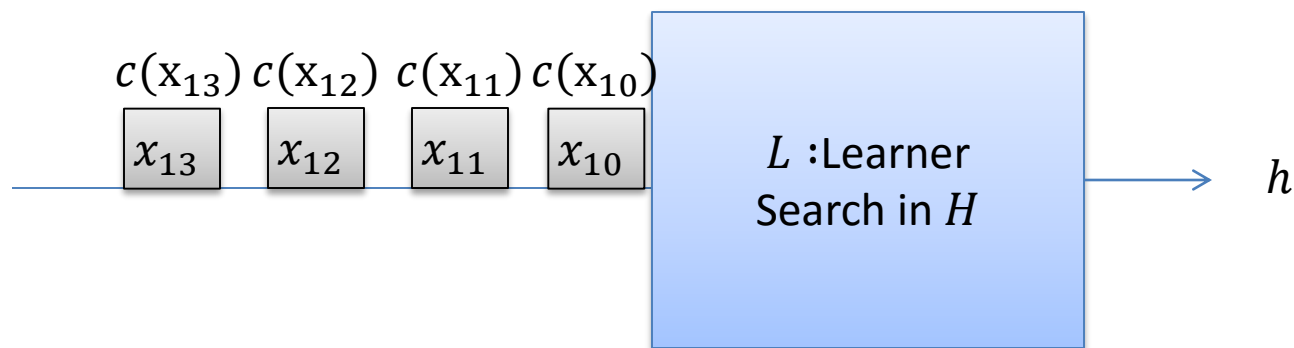 c(x₁₃) c(x₁₂) c(x₁₁) c(x₁₀)
x₁₃ x₁₂ x₁₁ x₁₀
L :Learner
Search in H
h